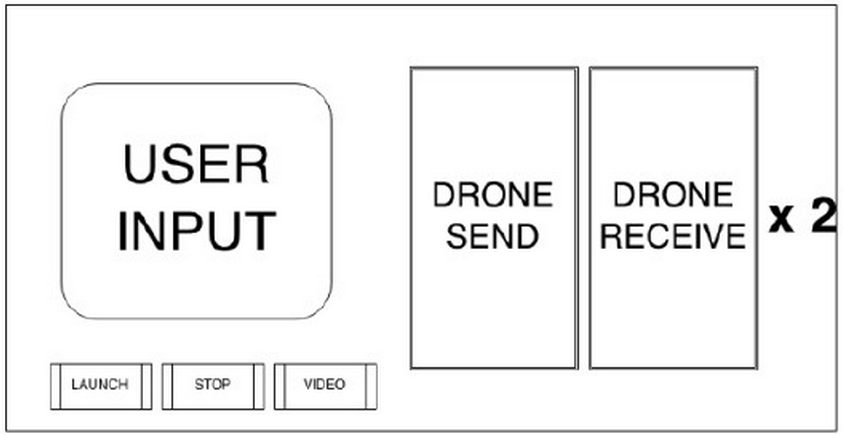 USER
INPUT
DRONE
SEND
DRONE
RECEIVE
x 2
LAUNCH
STOP
VIDEO